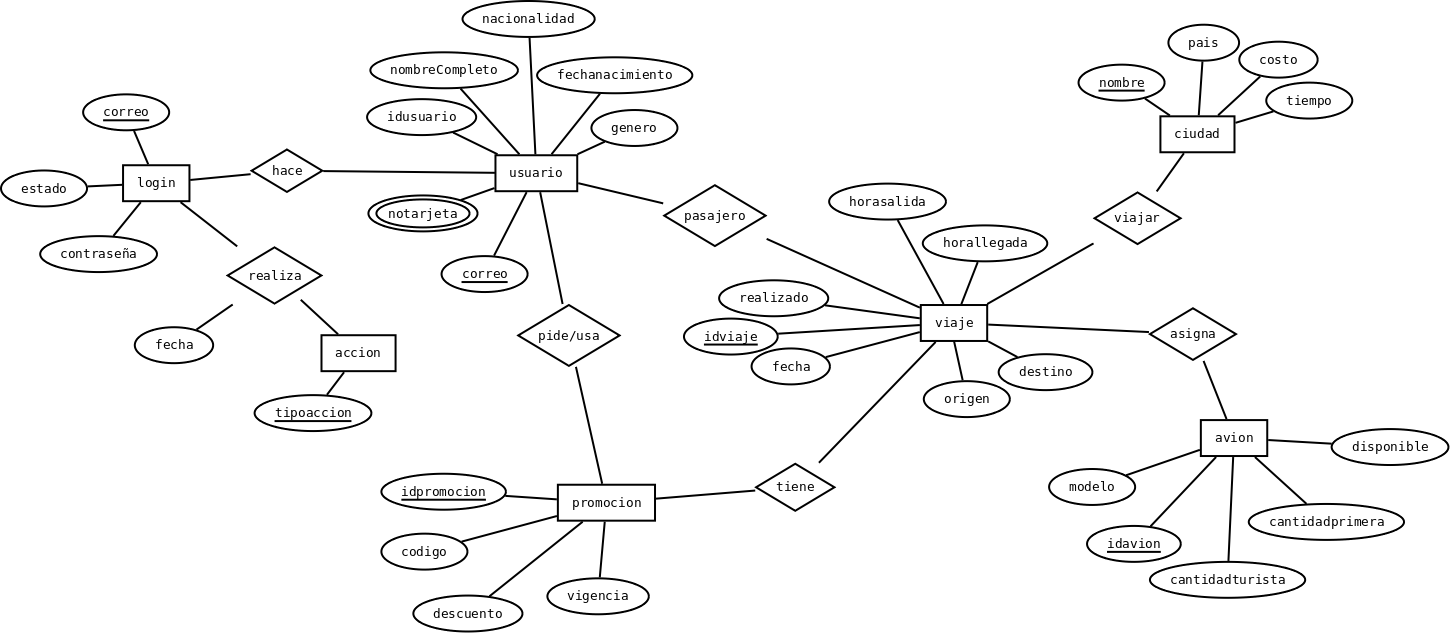 nacionalidad
nombreCompleto
fechanacimiento
idusuario
genero
correo
login
hace
usuario
estado
notarjeta
contraseña
correo
realiza
fecha
accion
tipoaccion
pasajero
pide/usa
pais
costo
nombre
tiempo
ciudad
viajar
horasalida
horallegada
realizado
viaje
idviaje
fecha
destino
origen
asigna
avion
disponible
modelo
cantidadprimera
idavion
cantidadturista
tiene
idpromocion
promocion
codigo
vigencia
descuento